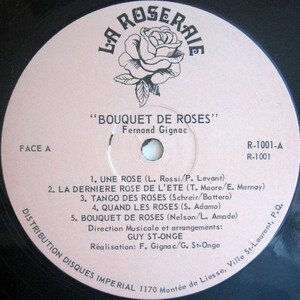 LA ROSERAIE
"BOUQUET DE ROSES"
Fernand Gignac
FACE A
R-1001-A
R-1001
1. UNE ROSE (L. Rossi/P. Levant)
2. LA DERNIERE ROSE DE L'ETE (T. Moore/E. Marnay)
3. TANGO DES ROSES (Schreir/Bottero)
4. QUAND LES ROSES (S. Adamo)
5. BOUQUET DE ROSES (Nelson/L. Amade)
Direction Musicale et arrangements:
GUY ST-ONGE
Réalisation: F. Gignac/G. St-Onge
DISTRIBUTION DISQUES IMPERIAL 1170 Montée de Liesse, Ville St-Laurent, P.Q.